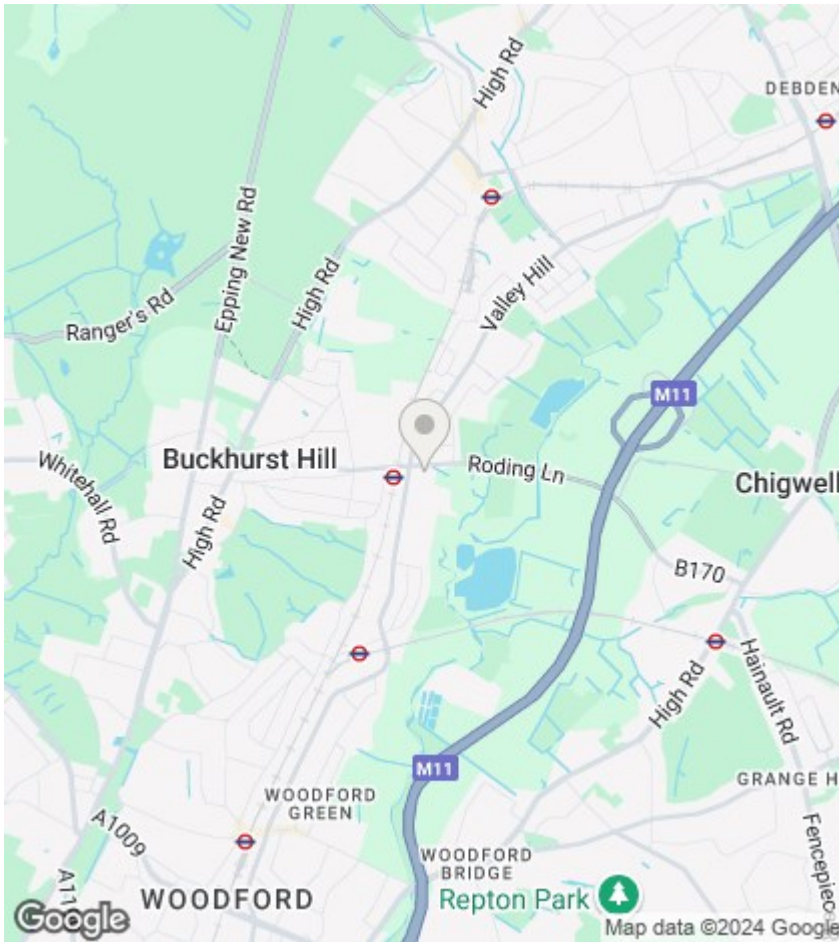 High Rd
DEBDEN
Epping New Rd
Valley Hill
High Rd
Ranger's Rd
M11
Buckhurst Hill
Whitehall Rd
Roding Ln
Chigwell
High Rd
B170
High Rd
Hainault Rd
M11
GRANGE H
WOODFORD
GREEN
A1009
WOODFORD
BRIDGE
Fencepiec
WOODFORD
Repton Park
Google
Map data ©2024 Google